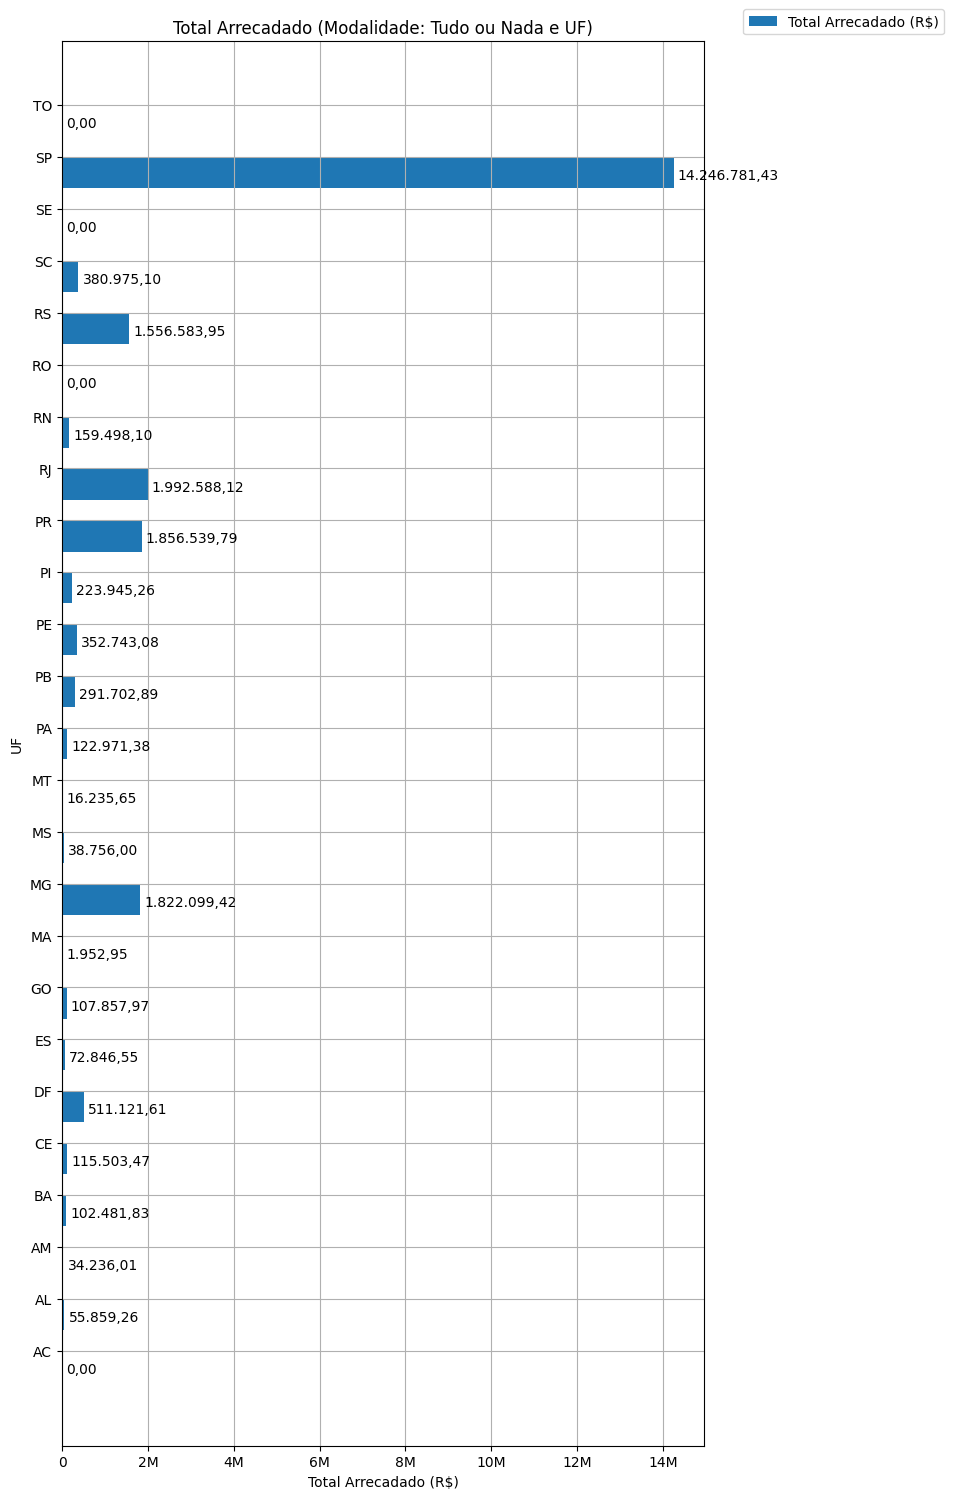 Total Arrecadado (Modalidade: Tudo ou Nada e UF)
Total Arrecadado (R$)
TO
0,00
SP
14.246.781,43
SE
0,00
SC
380.975,10
RS
1.556.583,95
RO
0,00
RN
159.498,10
RJ
1.992.588,12
PR
1.856.539,79
PI
223.945,26
PE
352.743,08
PB
291.702,89
PA
122.971,38
MT
16.235,65
MS
38.756,00
MG
1.822.099,42
MA
1.952,95
GO
107.857,97
ES
72.846,55
DF
511.121,61
CE
115.503,47
BA
102.481,83
AM
34.236,01
AL
55.859,26
AC
0,00
UF
0 2M 4M 6M 8M 10M 12M 14M
Total Arrecadado (R$)